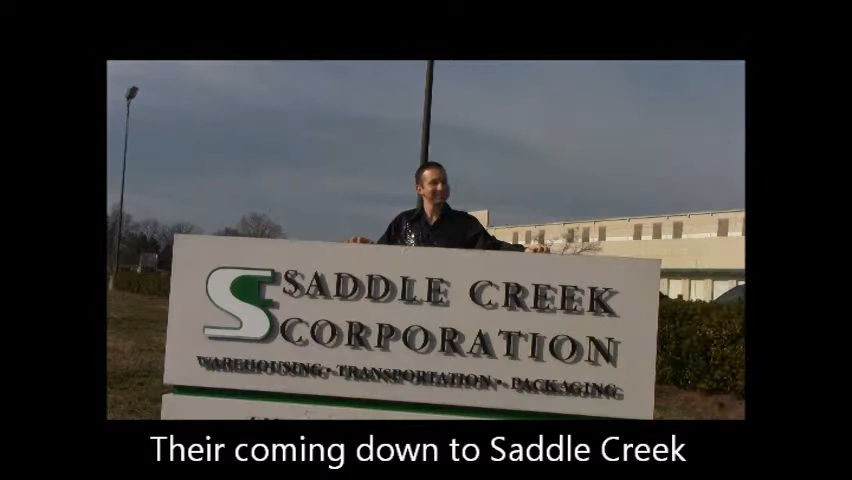 SADDLE CREEK
CORPORATION
WAREHOUSING • TRANSPORTATION • PACKAGING
Their coming down to Saddle Creek